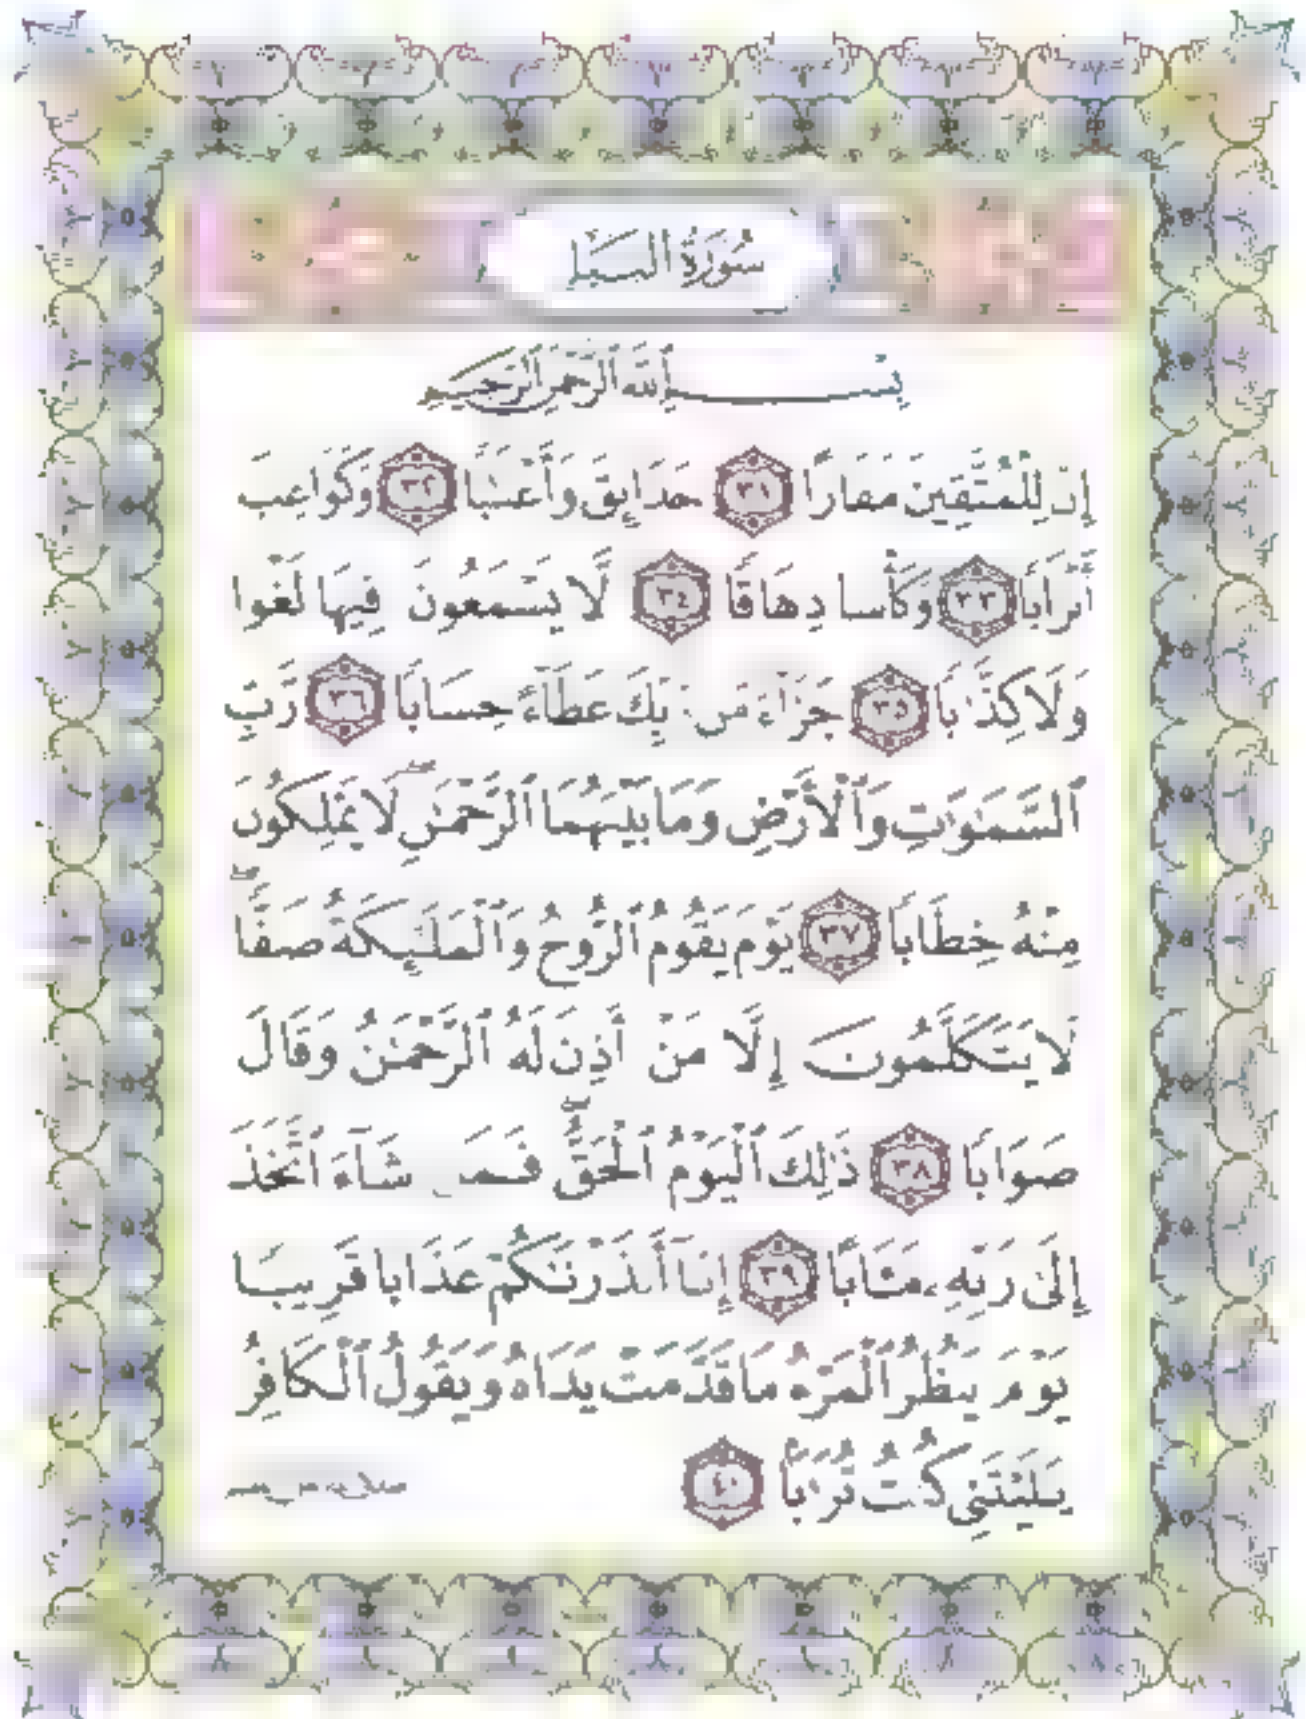 سُورَةُ النَّبَإِ
بِسْمِ ٱللَّهِ ٱلرَّحْمَٰنِ ٱلرَّحِيمِ
إِنَّ لِلْمُتَّقِينَ مَفَازًا ٣١ حَدَآئِقَ وَأَعْنَٰبًا ٣٢ وَكَوَاعِبَ
أَتْرَابًا ٣٣ وَكَأْسًا دِهَاقًا ٣٤ لَّا يَسْمَعُونَ فِيهَا لَغْوًا
وَلَا كِذَّٰبًا ٣٥ جَزَآءً مِّن رَّبِّكَ عَطَآءً حِسَابًا ٣٦ رَّبِّ
ٱلسَّمَٰوَٰتِ وَٱلْأَرْضِ وَمَا بَيْنَهُمَا ٱلرَّحْمَٰنِ ۖ لَا يَمْلِكُونَ
مِنْهُ خِطَابًا ٣٧ يَوْمَ يَقُومُ ٱلرُّوحُ وَٱلْمَلَٰٓئِكَةُ صَفًّا ۖ
لَّا يَتَكَلَّمُونَ إِلَّا مَنْ أَذِنَ لَهُ ٱلرَّحْمَٰنُ وَقَالَ
صَوَابًا ٣٨ ذَٰلِكَ ٱلْيَوْمُ ٱلْحَقُّ ۖ فَمَن شَآءَ ٱتَّخَذَ
إِلَىٰ رَبِّهِۦ مَـَٔابًا ٣٩ إِنَّآ أَنذَرْنَٰكُمْ عَذَابًا قَرِيبًا
يَوْمَ يَنظُرُ ٱلْمَرْءُ مَا قَدَّمَتْ يَدَاهُ وَيَقُولُ ٱلْكَافِرُ
يَٰلَيْتَنِى كُنتُ تُرَٰبًۢا ٤٠